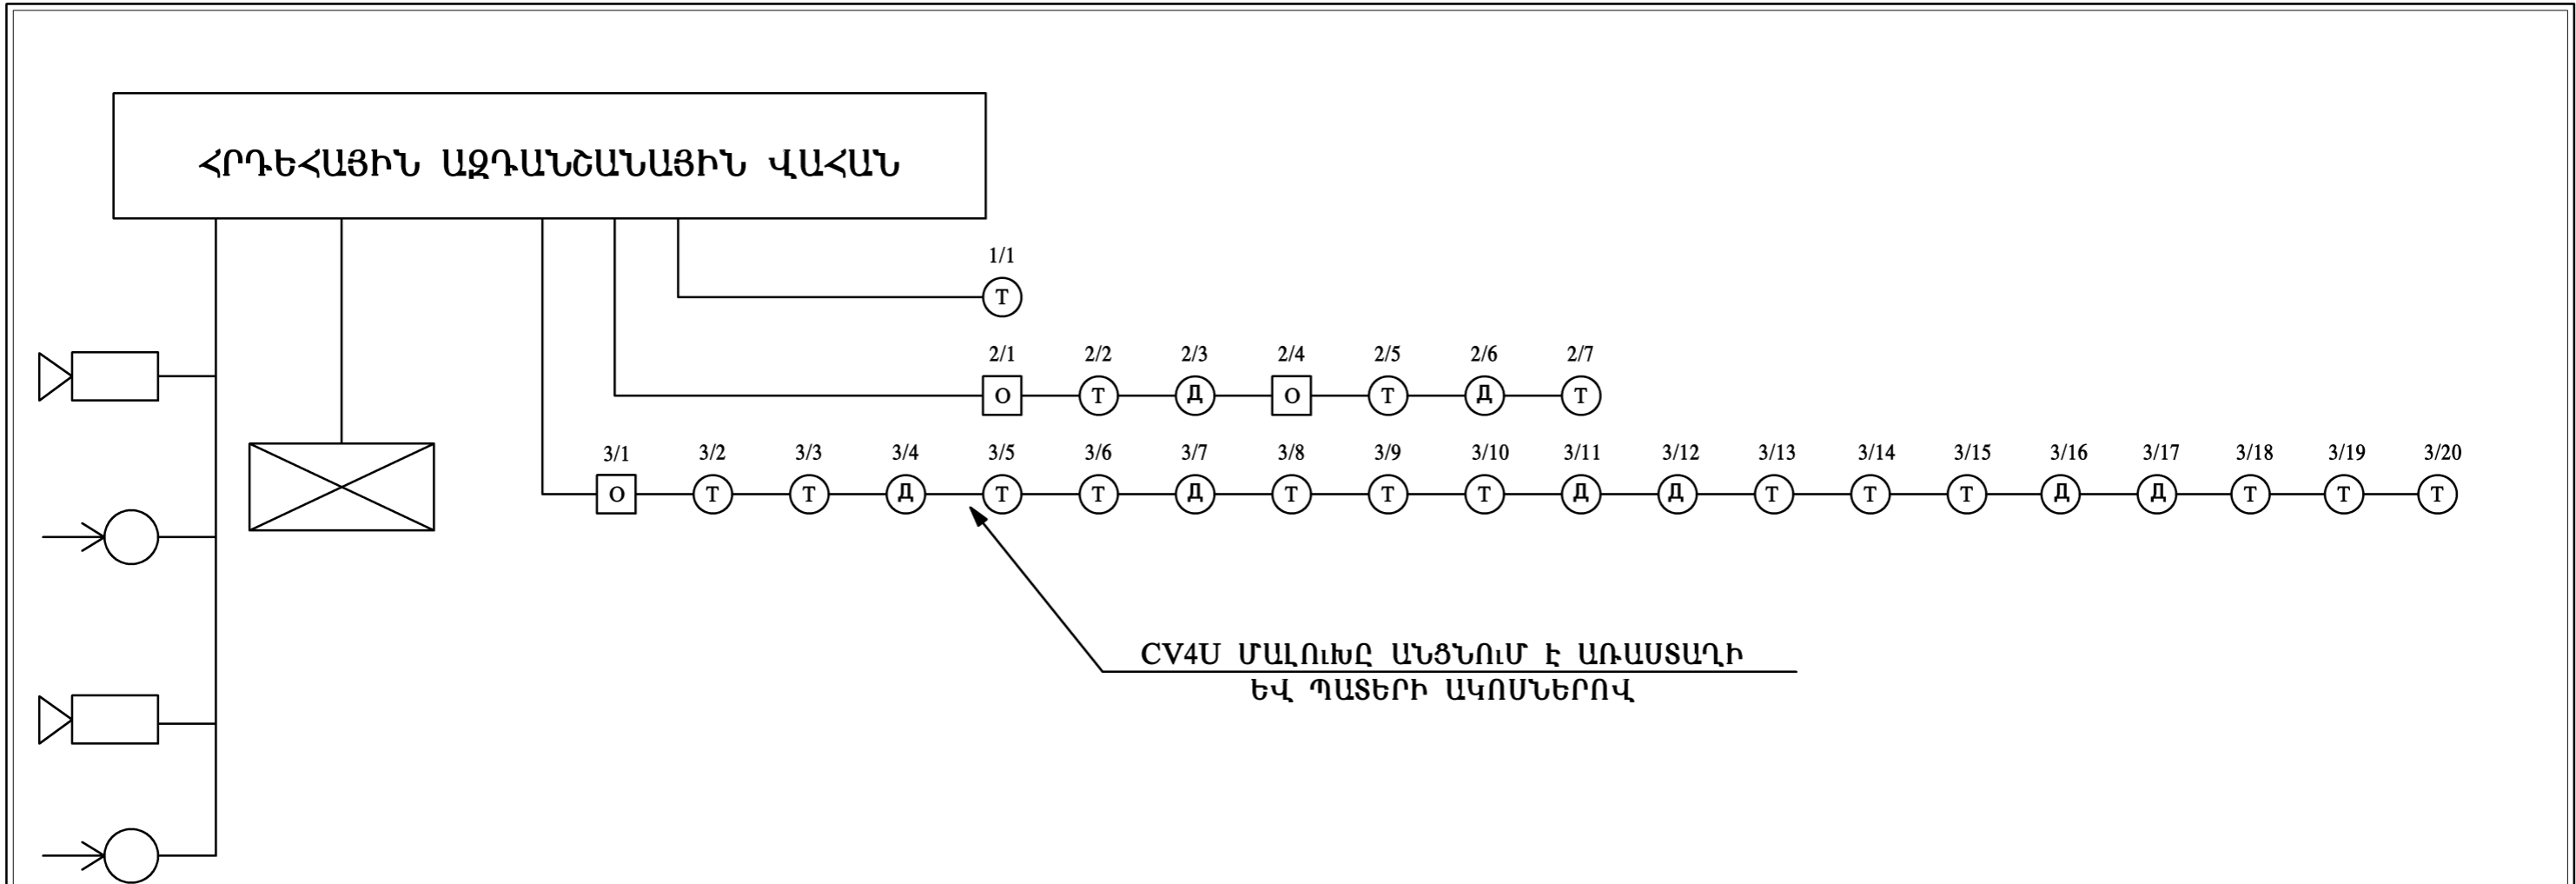 ՀՐԴԵՀԱՅԻՆ ԱԶԴԱՆՇԱՆԱՅԻՆ ՎԱՀԱՆ
1/1
Т
2/1 2/2 2/3 2/4 2/5 2/6 2/7
О Т Д О Т Д Т
3/1 3/2 3/3 3/4 3/5 3/6 3/7 3/8 3/9 3/10 3/11 3/12 3/13 3/14 3/15 3/16 3/17 3/18 3/19 3/20
О Т Т Д Т Т Д Т Т Т Д Д Т Т Т Д Д Т Т Т
CV4U ՄԱԼՈւԽԸ ԱՆՑՆՈւՄ Է ԱՌԱՍՏԱՂԻ
ԵՎ ՊԱՏԵՐԻ ԱԿՈՍՆԵՐՈՎ